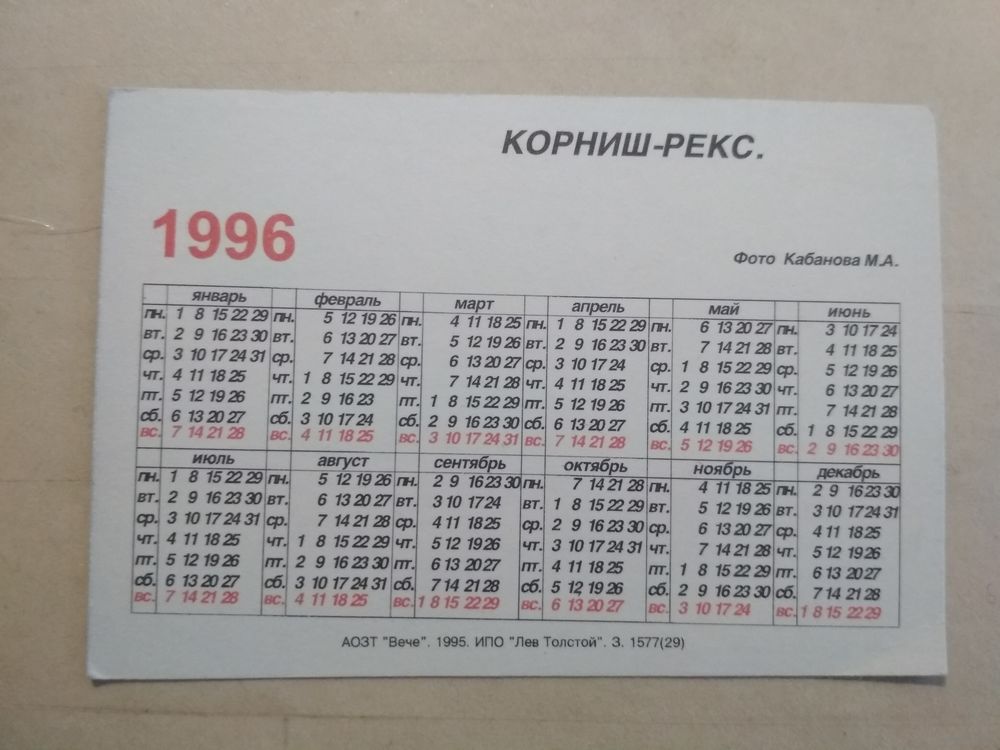 КОРНИШ-РЕКС.
1996
Фото Кабанова М.А.
январь февраль март апрель май июнь
пн. 1 8 15 22 29 пн. 5 12 19 26 пн. 4 11 18 25 пн. 1 8 15 22 29 пн. 6 13 20 27 пн. 3 10 17 24
вт. 2 9 16 23 30 вт. 6 13 20 27 вт. 5 12 19 26 вт. 2 9 16 23 30 вт. 7 14 21 28 вт. 4 11 18 25
ср. 3 10 17 24 31 ср. 7 14 21 28 ср. 6 13 20 27 ср. 3 10 17 24 ср. 1 8 15 22 29 ср. 5 12 19 26
чт. 4 11 18 25 чт. 1 8 15 22 29 чт. 7 14 21 28 чт. 4 11 18 25 чт. 2 9 16 23 30 чт. 6 13 20 27
пт. 5 12 19 26 пт. 2 9 16 23 пт. 1 8 15 22 29 пт. 5 12 19 26 пт. 3 10 17 24 31 пт. 7 14 21 28
сб. 6 13 20 27 сб. 3 10 17 24 сб. 2 9 16 23 30 сб. 6 13 20 27 сб. 4 11 18 25 сб. 1 8 15 22 29
вс. 7 14 21 28 вс. 4 11 18 25 вс. 3 10 17 24 31 вс. 7 14 21 28 вс. 5 12 19 26 вс. 2 9 16 23 30
июль август сентябрь октябрь ноябрь декабрь
пн. 1 8 15 22 29 пн. 5 12 19 26 пн. 2 9 16 23 30 пн. 7 14 21 28 пн. 4 11 18 25 пн. 2 9 16 23 30
вт. 2 9 16 23 30 вт. 6 13 20 27 вт. 3 10 17 24 вт. 1 8 15 22 29 вт. 5 12 19 26 вт. 3 10 17 24 31
ср. 3 10 17 24 31 ср. 7 14 21 28 ср. 4 11 18 25 ср. 2 9 16 23 30 ср. 6 13 20 27 ср. 4 11 18 25
чт. 4 11 18 25 чт. 1 8 15 22 29 чт. 5 12 19 26 чт. 3 10 17 24 31 чт. 7 14 21 28 чт. 5 12 19 26
пт. 5 12 19 26 пт. 2 9 16 23 30 пт. 6 13 20 27 пт. 4 11 18 25 пт. 1 8 15 22 29 пт. 6 13 20 27
сб. 6 13 20 27 сб. 3 10 17 24 31 сб. 7 14 21 28 сб. 5 12 19 26 сб. 2 9 16 23 30 сб. 7 14 21 28
вс. 7 14 21 28 вс. 4 11 18 25 вс. 1 8 15 22 29 вс. 6 13 20 27 вс. 3 10 17 24 вс. 1 8 15 22 29
АОЗТ "Вече". 1995. ИПО "Лев Толстой". З. 1577(29)